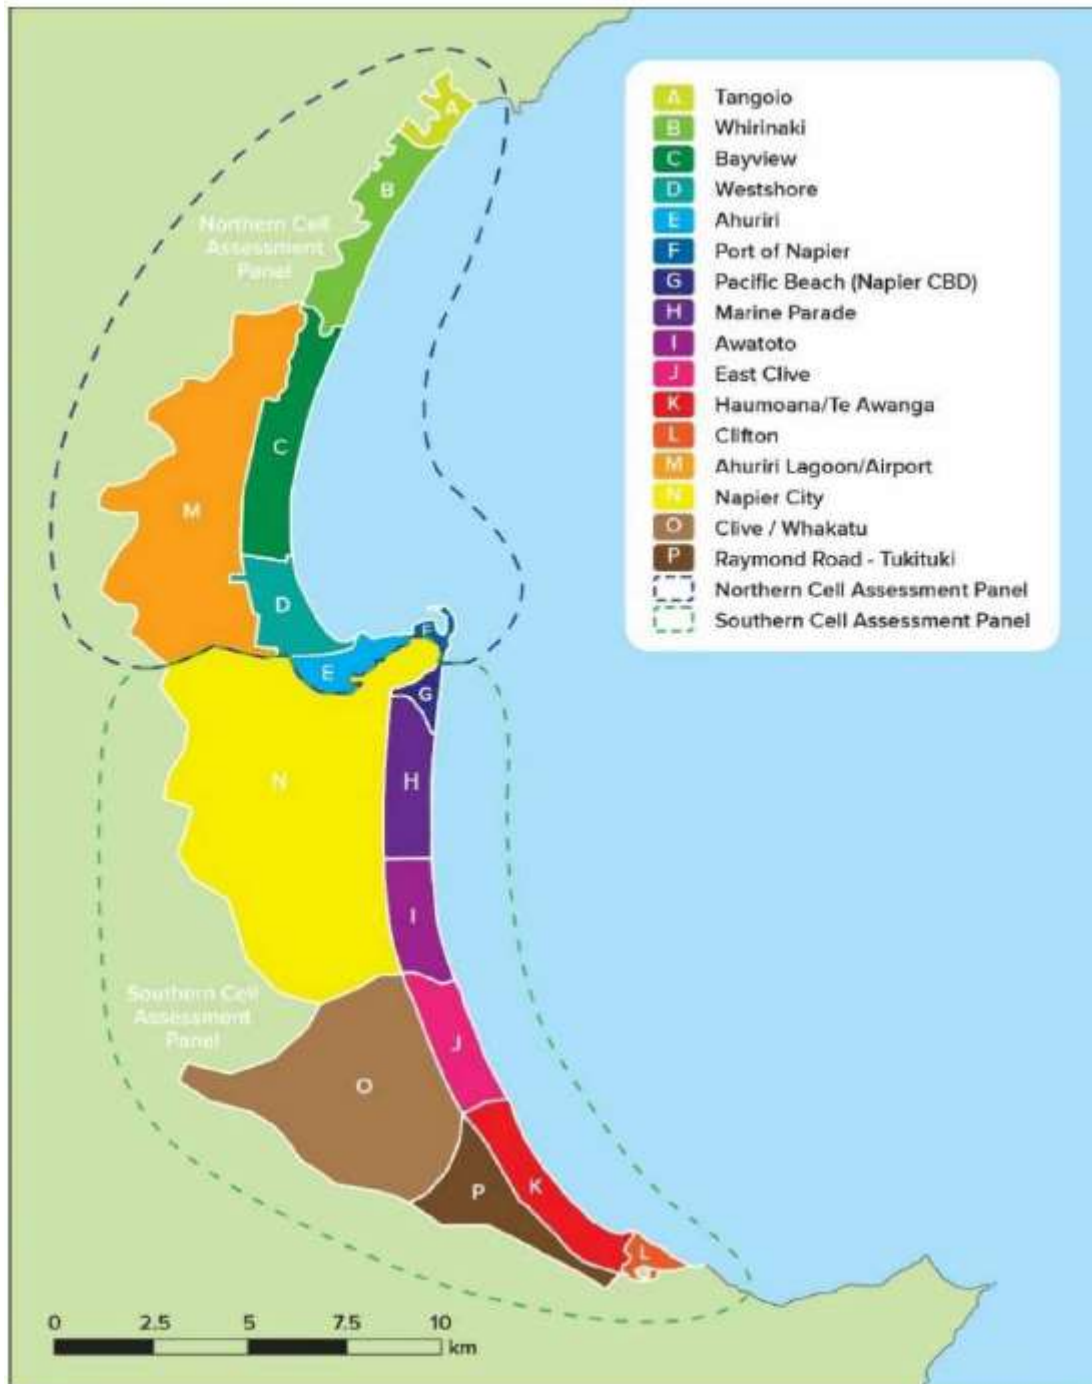 A Tangoio
B Whirinaki
C Bayview
D Westshore
E Ahuriri
F Port of Napier
G Pacific Beach (Napier CBD)
H Marine Parade
I Awatoto
J East Clive
K Haumoana/Te Awanga
L Clifton
M Ahuriri Lagoon/Airport
N Napier City
O Clive / Whakatu
P Raymond Road - Tukituki
Northern Cell Assessment Panel
Southern Cell Assessment Panel
A
B
Northern Cell
Assessment
Panel
C
M
D
F
E
G
N
H
I
Southern Cell
Assessment
Panel
J
O
K
P
L
0 2.5 5 7.5 10
km